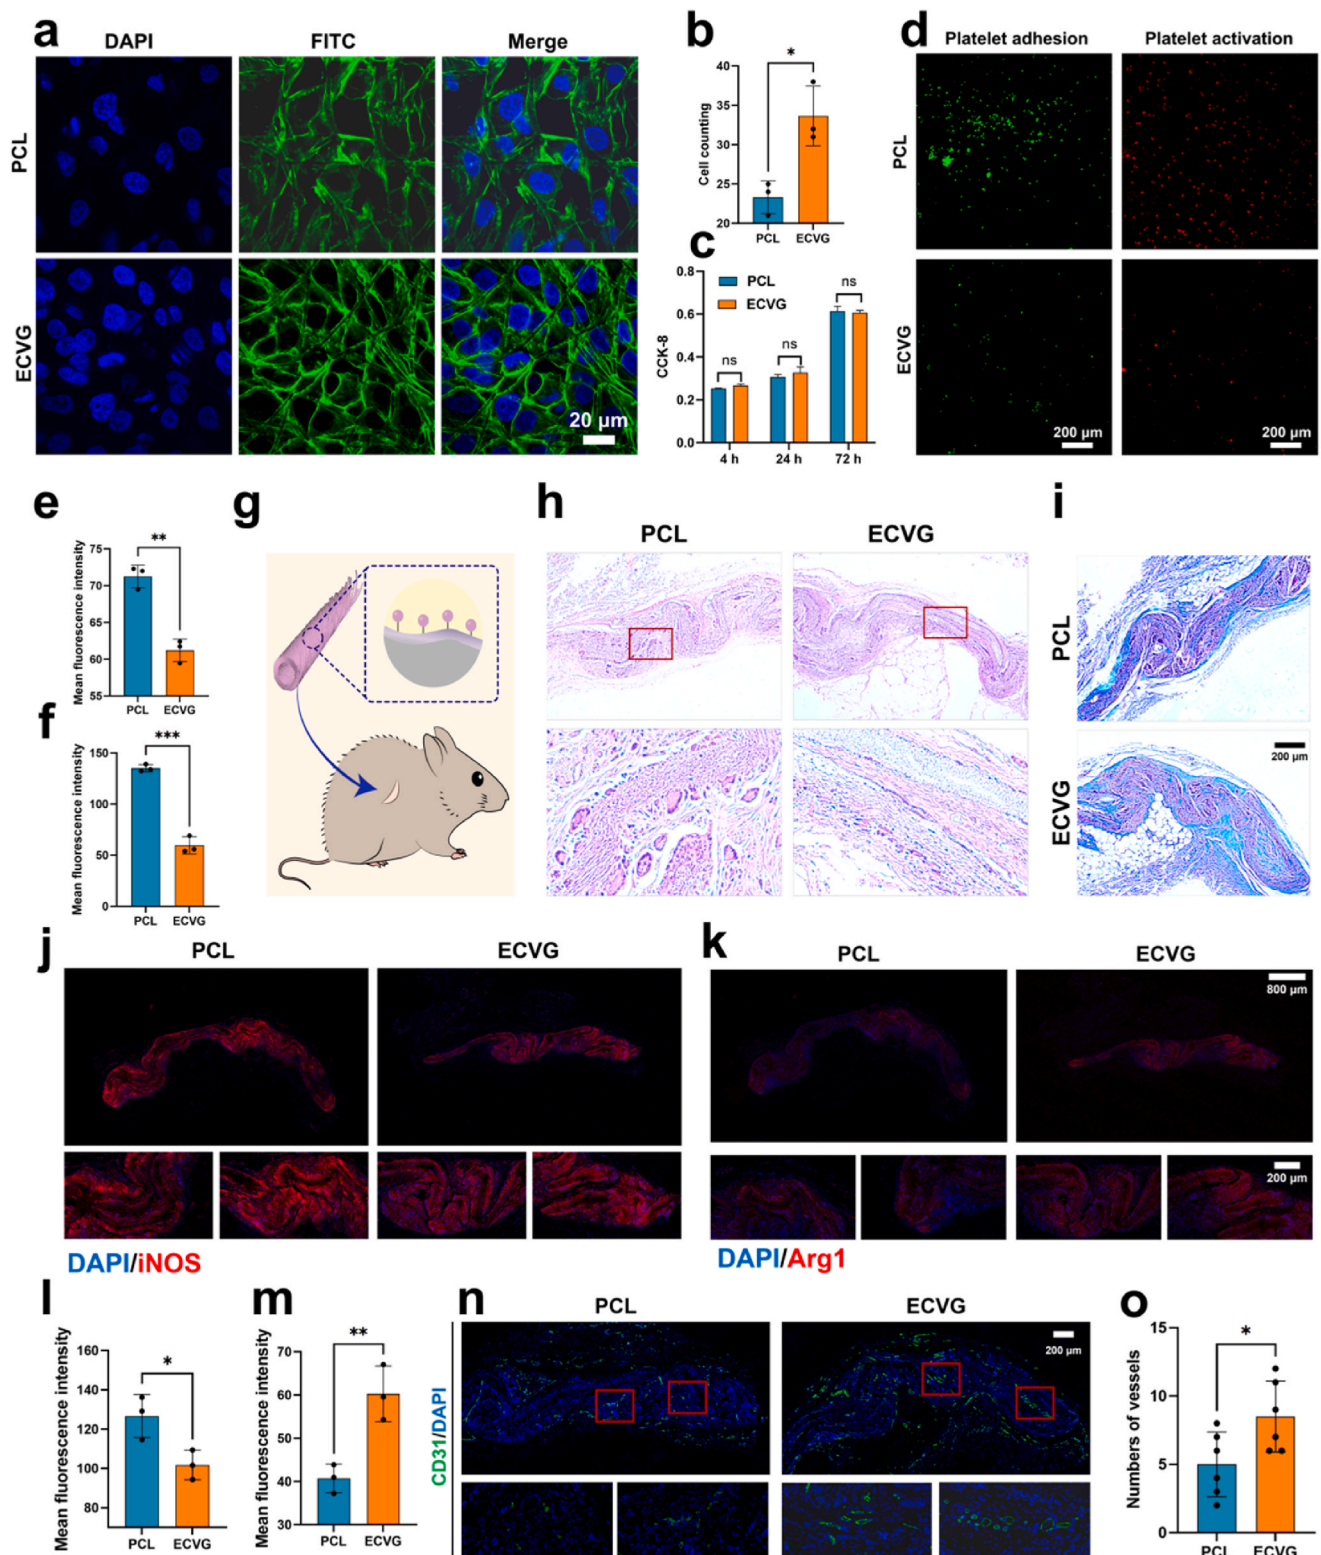 a
DAPI
FITC
Merge
PCL
ECVG
20 µm
b
Cell counting
40
35
30
25
20
*
PCL
ECVG
c
CCK-8
0.8
0.6
0.4
0.2
0.0
PCL
ECVG
ns
ns
ns
4 h
24 h
72 h
d
Platelet adhesion
Platelet activation
PCL
ECVG
200 µm
200 µm
e
Mean fluorescence intensity
75
70
65
60
55
**
PCL
ECVG
f
Mean fluorescence intensity
150
100
50
0
***
PCL
ECVG
g
h
PCL
ECVG
i
PCL
ECVG
200 µm
j
PCL
ECVG
DAPI/iNOS
k
PCL
ECVG
800 µm
200 µm
DAPI/Arg1
l
Mean fluorescence intensity
160
140
120
100
80
*
PCL
ECVG
m
Mean fluorescence intensity
70
60
50
40
30
**
PCL
ECVG
n
PCL
ECVG
CD31/DAPI
200 µm
o
Numbers of vessels
15
10
5
0
*
PCL
ECVG